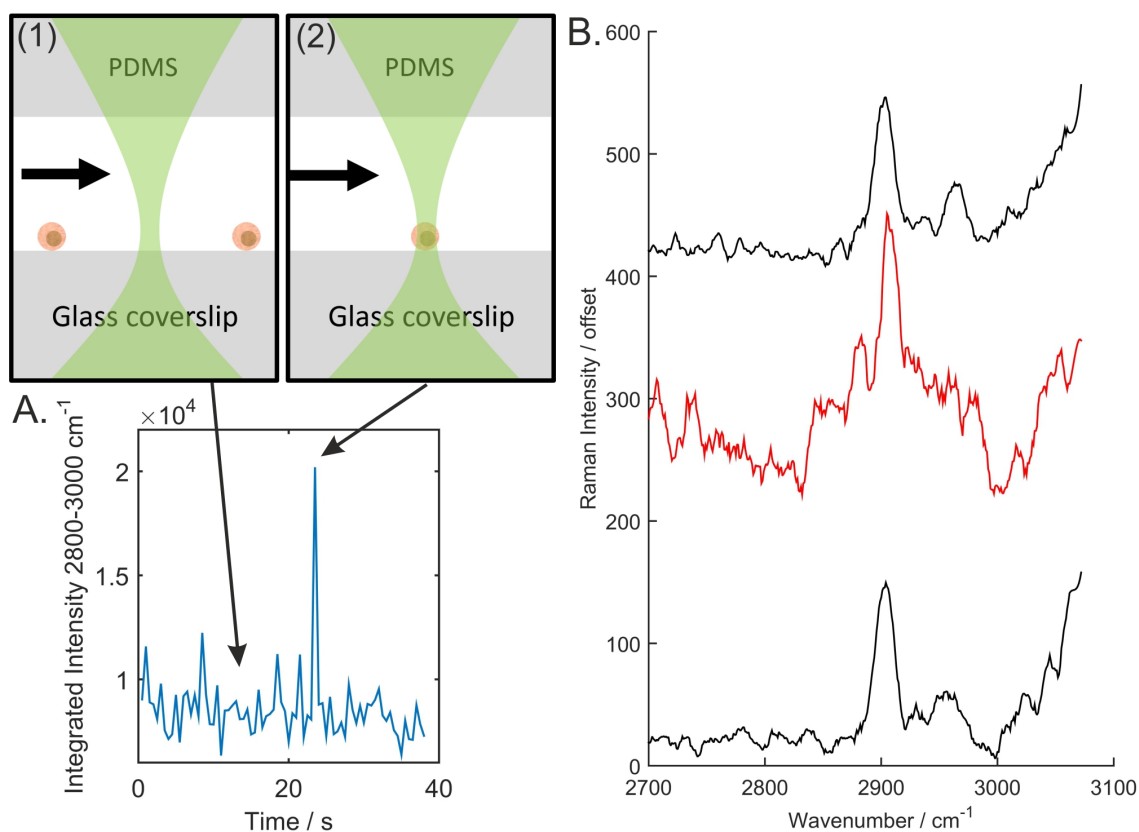 (1)
PDMS
Glass coverslip
(2)
PDMS
Glass coverslip
A.
×10⁴
2
1.5
1
Integrated Intensity 2800-3000 cm⁻¹
0
20
40
Time / s
B.
600
500
400
300
200
100
0
Raman Intensity / offset
2700
2800
2900
3000
3100
Wavenumber / cm⁻¹